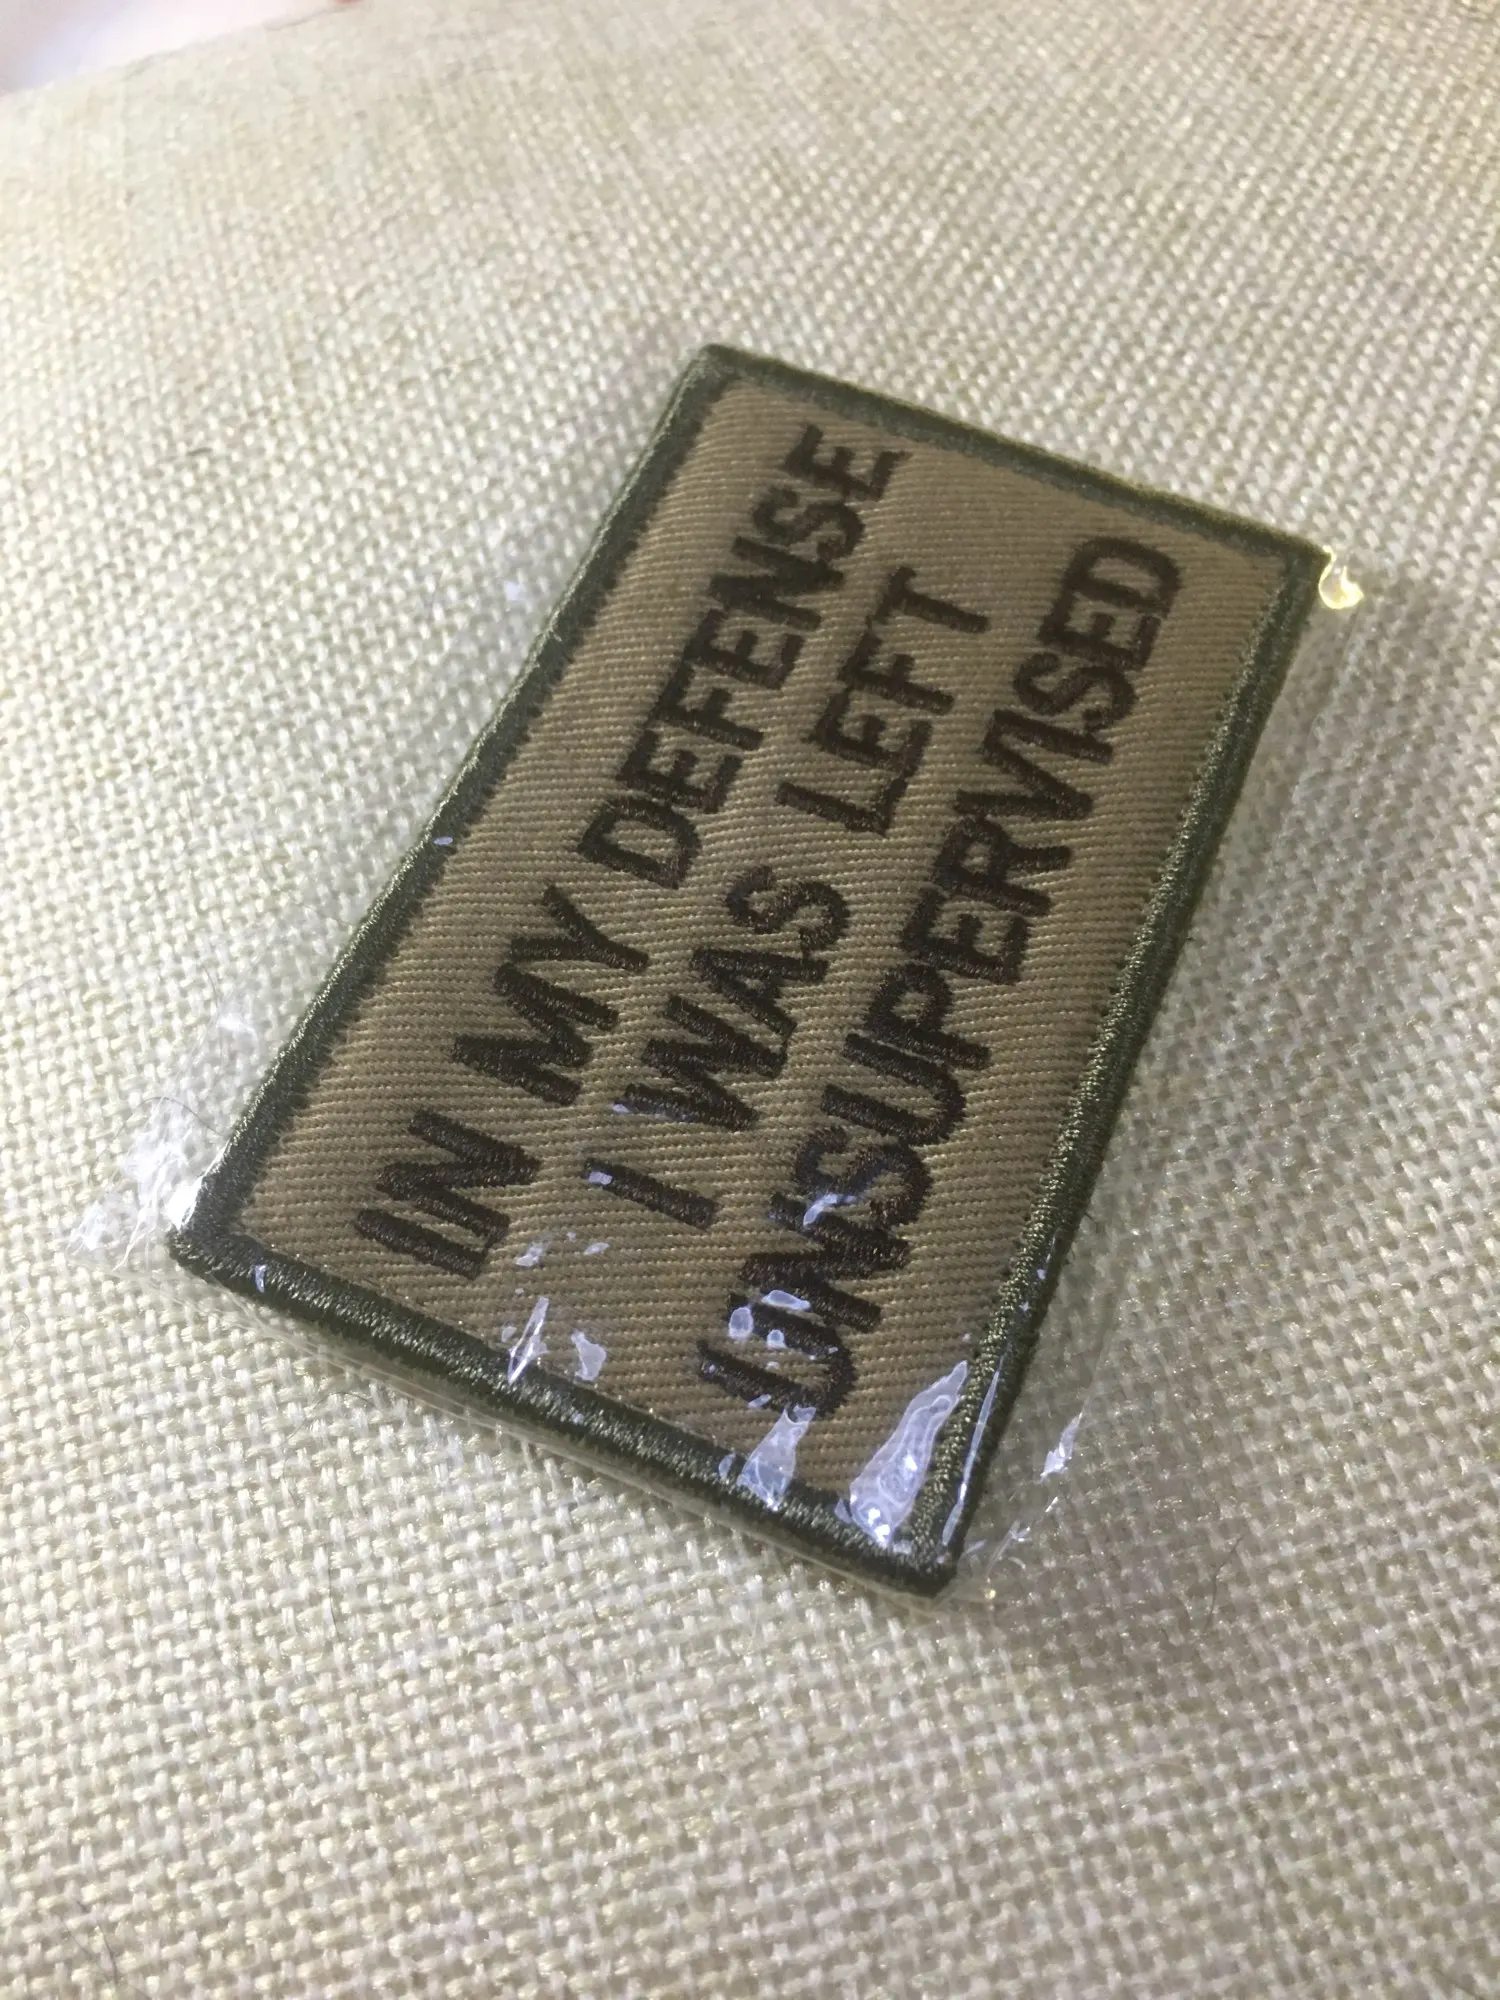 IN MY DEFENSE
I WAS LEFT
UNSUPERVISED